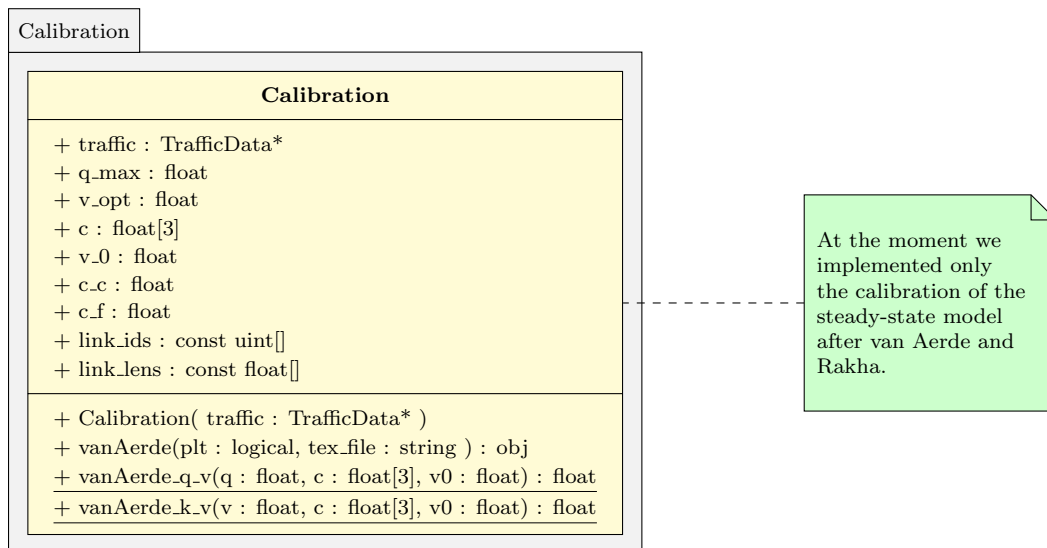 Calibration
Calibration
+ traffic : TrafficData*
+ q_max : float
+ v_opt : float
+ c : float[3]
+ v_0 : float
+ c_c : float
+ c_f : float
+ link_ids : const uint[]
+ link_lens : const float[]
+ Calibration( traffic : TrafficData* )
+ vanAerde(plt : logical, tex_file : string ) : obj
+ vanAerde_q_v(q : float, c : float[3], v0 : float) : float
+ vanAerde_k_v(v : float, c : float[3], v0 : float) : float
At the moment we
implemented only
the calibration of the
steady-state model
after van Aerde and
Rakha.